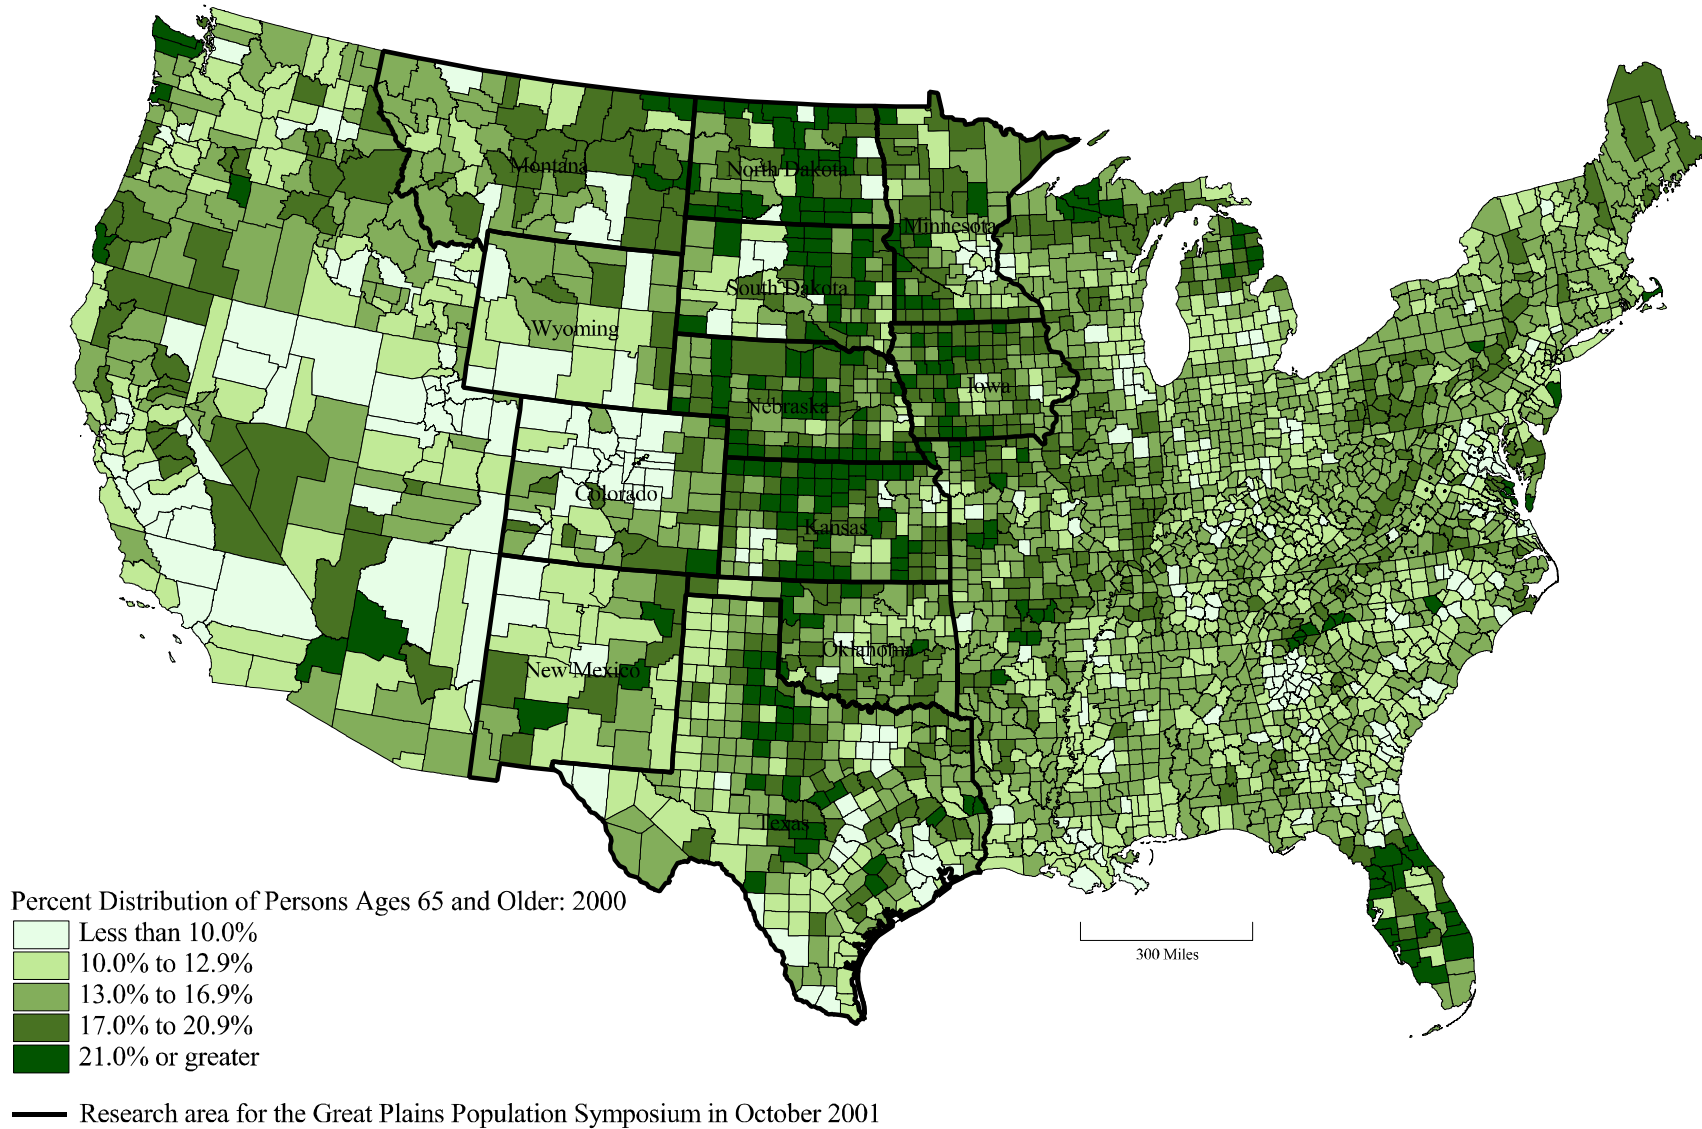 Montana
North Dakota
Minnesota
South Dakota
Wyoming
Iowa
Nebraska
Colorado
Kansas
Oklahoma
New Mexico
Texas
Percent Distribution of Persons Ages 65 and Older: 2000
Less than 10.0%
10.0% to 12.9%
13.0% to 16.9%
17.0% to 20.9%
21.0% or greater
300 Miles
Research area for the Great Plains Population Symposium in October 2001